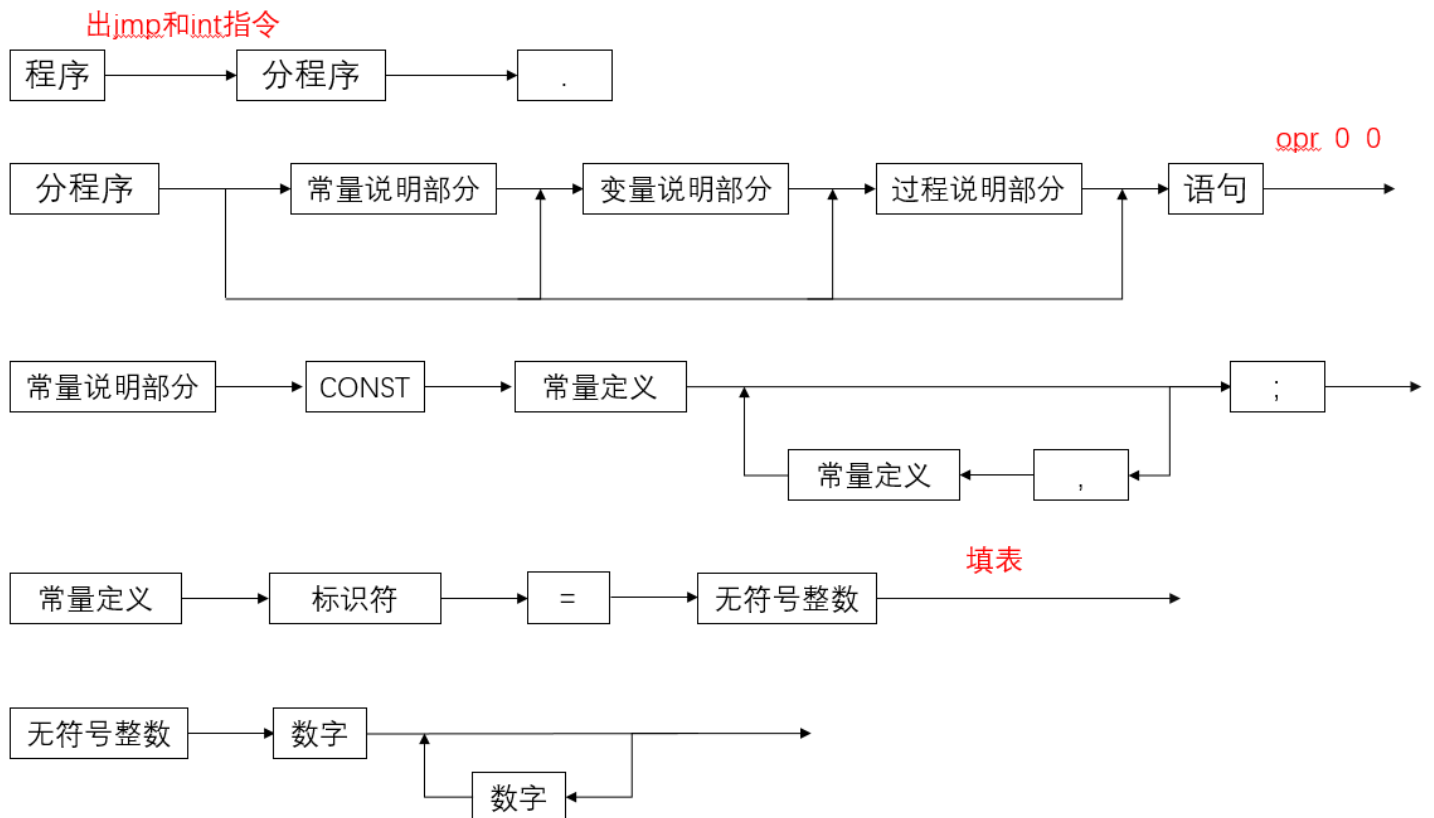 出jmp和int指令
程序 分程序 .
opr 0 0
分程序 常量说明部分 变量说明部分 过程说明部分 语句
常量说明部分 CONST 常量定义 ;
常量定义 ,
填表
常量定义 标识符 = 无符号整数
无符号整数 数字
数字